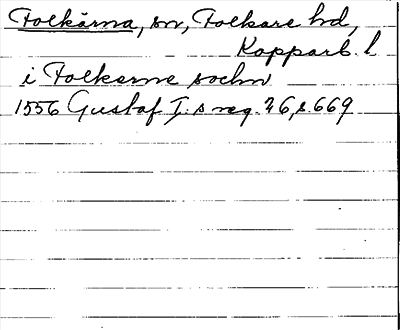 Folkärna, sn, Folkare hd,
Kopparb. l
i Folkerne sochn
1556 Gustaf I:s reg. 26, s. 669